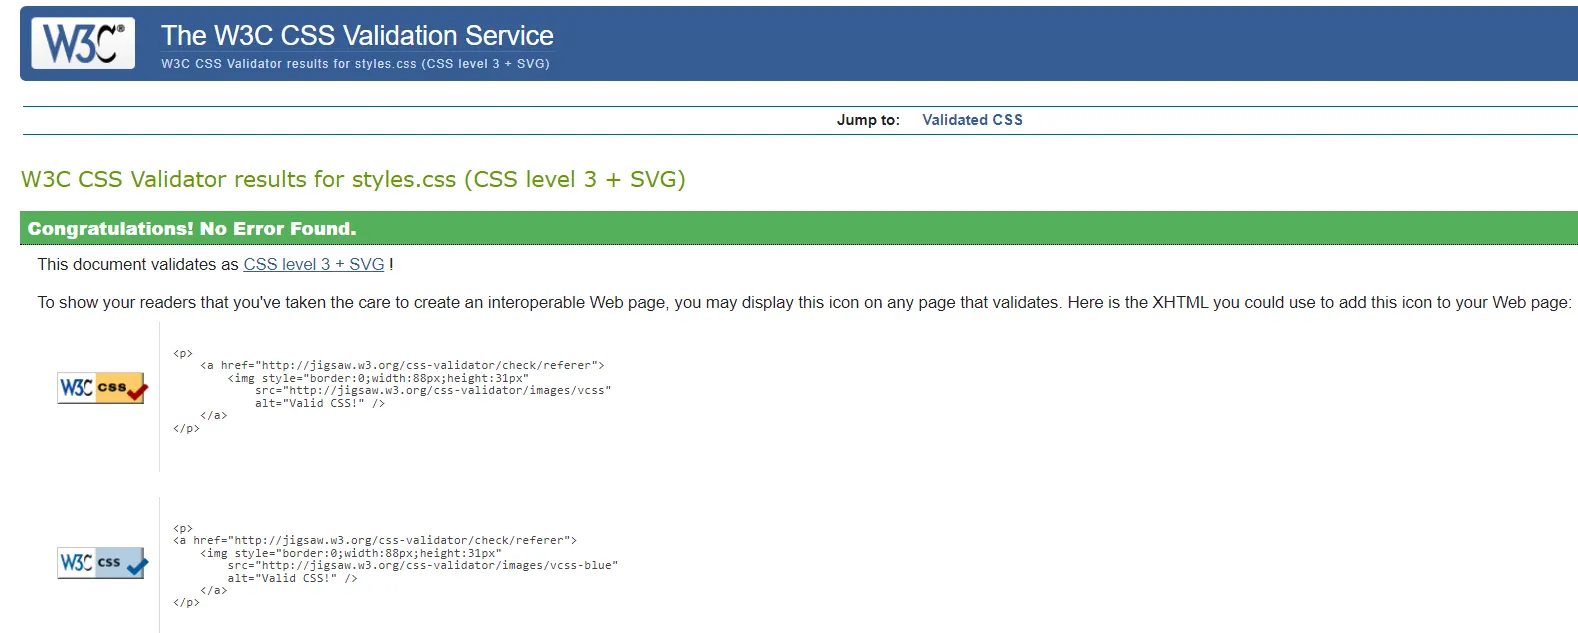 W3C®
The W3C CSS Validation Service
W3C CSS Validator results for styles.css (CSS level 3 + SVG)
Jump to: Validated CSS
W3C CSS Validator results for styles.css (CSS level 3 + SVG)
Congratulations! No Error Found.
This document validates as CSS level 3 + SVG !
To show your readers that you've taken the care to create an interoperable Web page, you may display this icon on any page that validates. Here is the XHTML you could use to add this icon to your Web page:
W3C css
<p>
    <a href="http://jigsaw.w3.org/css-validator/check/referer">
        <img style="border:0;width:88px;height:31px"
            src="http://jigsaw.w3.org/css-validator/images/vcss"
            alt="Valid CSS!" />
    </a>
</p>
W3C css
<p>
<a href="http://jigsaw.w3.org/css-validator/check/referer">
    <img style="border:0;width:88px;height:31px"
        src="http://jigsaw.w3.org/css-validator/images/vcss-blue"
        alt="Valid CSS!" />
    </a>
</p>